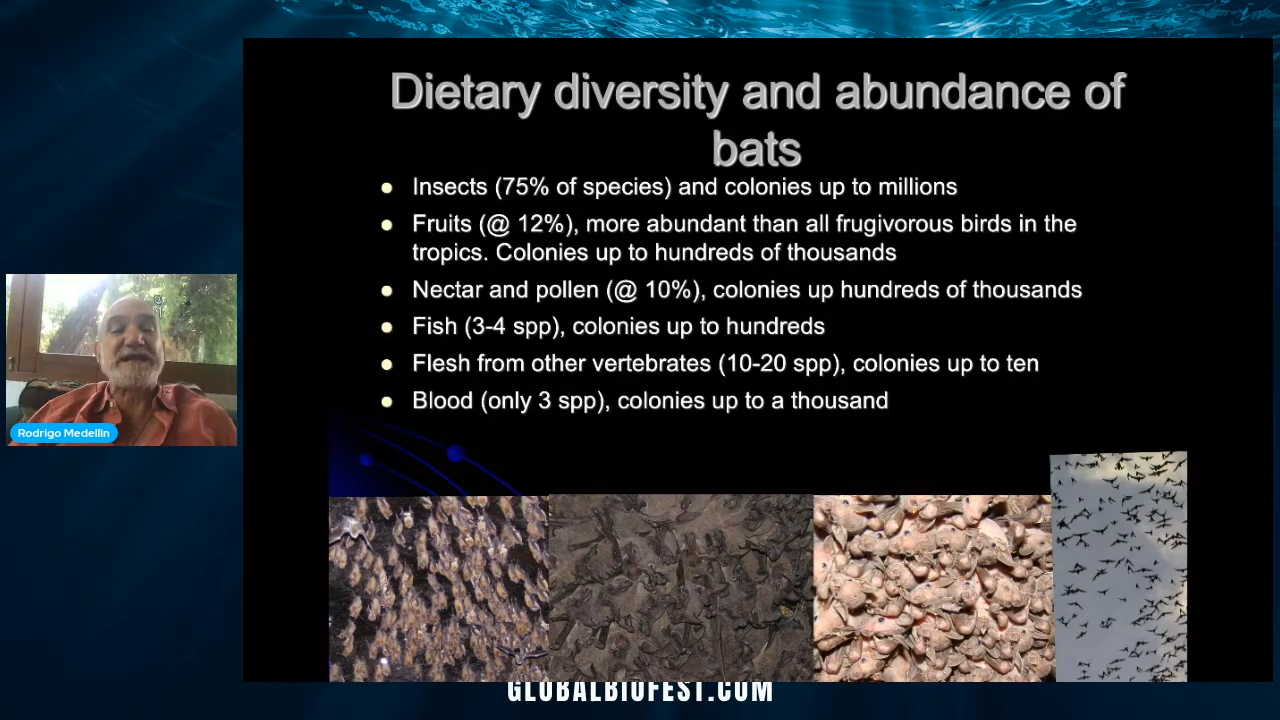 Dietary diversity and abundance of
bats
Insects (75% of species) and colonies up to millions
Fruits (@ 12%), more abundant than all frugivorous birds in the
tropics. Colonies up to hundreds of thousands
Nectar and pollen (@ 10%), colonies up hundreds of thousands
Fish (3-4 spp), colonies up to hundreds
Flesh from other vertebrates (10-20 spp), colonies up to ten
Blood (only 3 spp), colonies up to a thousand
Rodrigo Medellin
GLOBALBIOFEST.COM